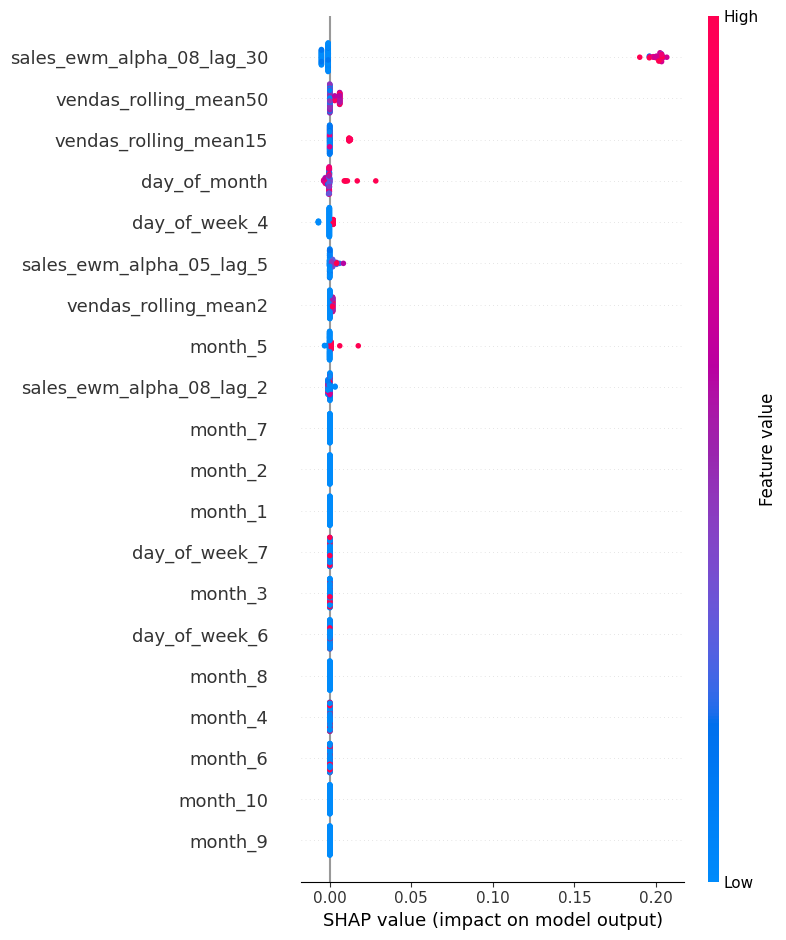 High
sales_ewm_alpha_08_lag_30
vendas_rolling_mean50
vendas_rolling_mean15
day_of_month
day_of_week_4
sales_ewm_alpha_05_lag_5
vendas_rolling_mean2
month_5
sales_ewm_alpha_08_lag_2
month_7
month_2
month_1
day_of_week_7
month_3
day_of_week_6
month_8
month_4
month_6
month_10
month_9
Feature value
Low
0.00 0.05 0.10 0.15 0.20
SHAP value (impact on model output)